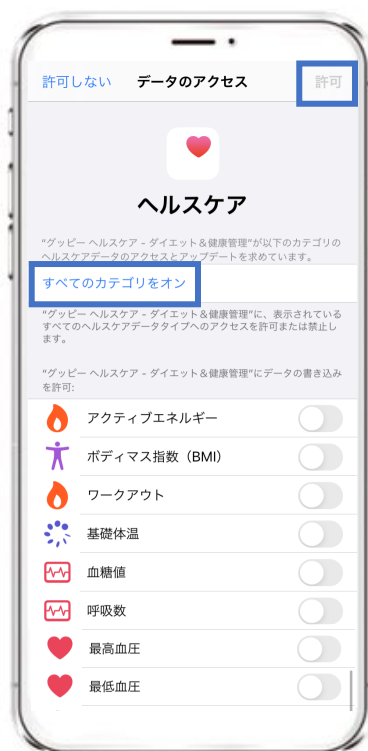 許可しない データのアクセス 許可
ヘルスケア
“グッピー ヘルスケア - ダイエット＆健康管理”が以下のカテゴリの
ヘルスケアデータのアクセスとアップデートを求めています。
すべてのカテゴリをオン
“グッピー ヘルスケア - ダイエット＆健康管理”に、表示されている
すべてのヘルスケアデータタイプへのアクセスを許可または禁止し
ます。
“グッピー ヘルスケア - ダイエット＆健康管理”にデータの書き込み
を許可:
アクティブエネルギー
ボディマス指数（BMI）
ワークアウト
基礎体温
血糖値
呼吸数
最高血圧
最低血圧